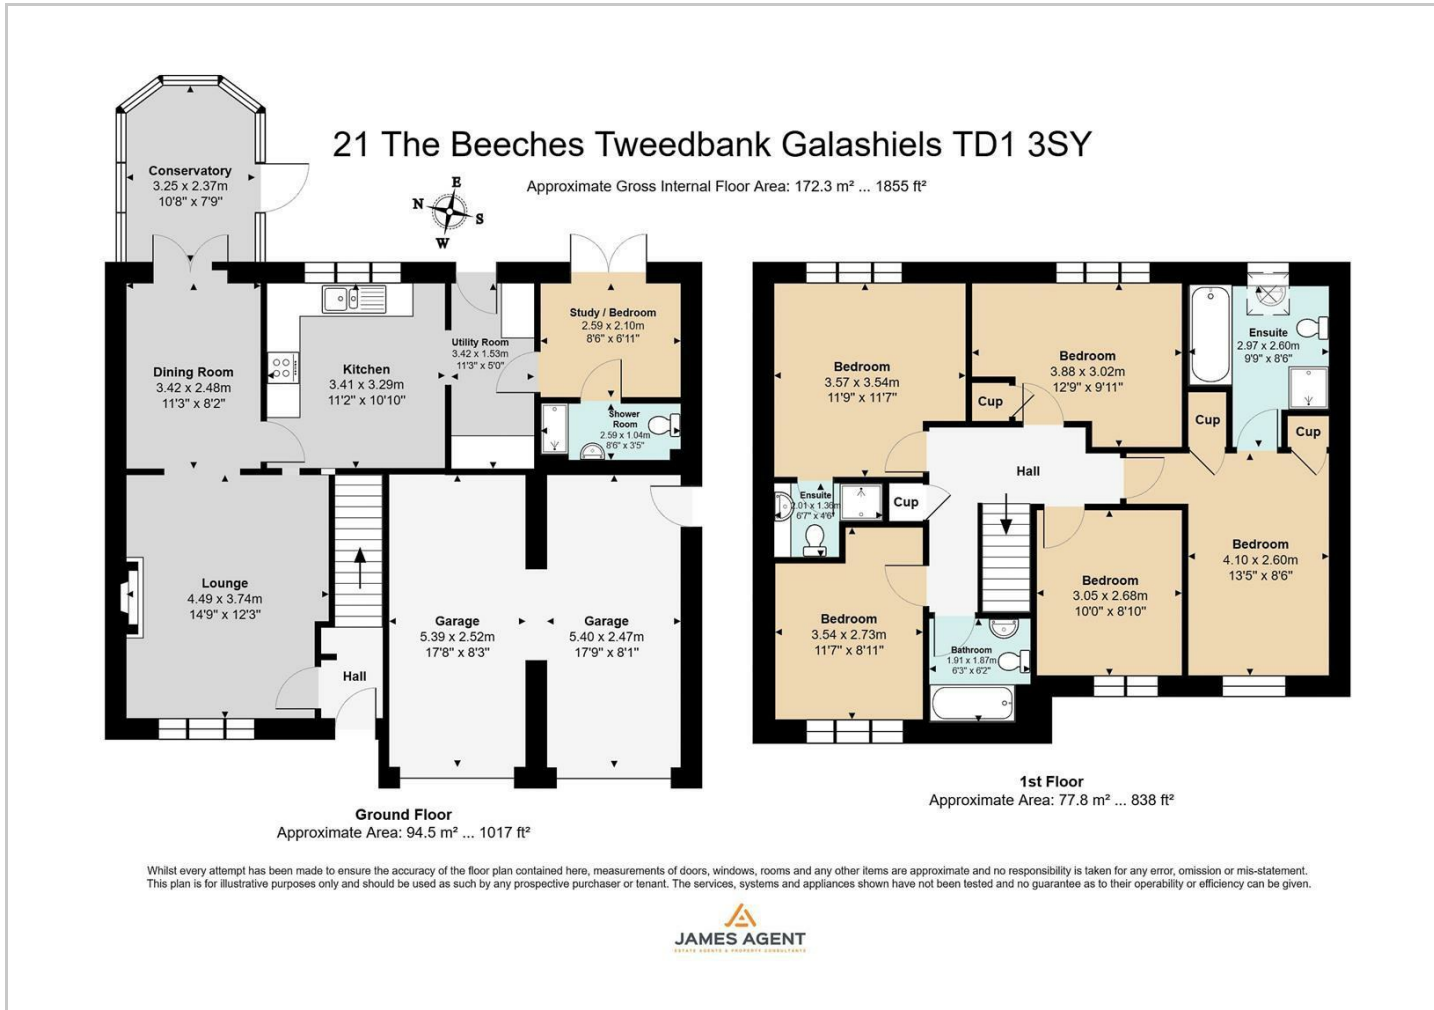 21 The Beeches Tweedbank Galashiels TD1 3SY
Approximate Gross Internal Floor Area: 172.3 m² ... 1855 ft²
E
N
S
W
Conservatory
3.25 x 2.37m
10'8" x 7'9"
Dining Room
3.42 x 2.48m
11'3" x 8'2"
Kitchen
3.41 x 3.29m
11'2" x 10'10"
Utility Room
3.42 x 1.53m
11'3" x 5'0"
Study / Bedroom
2.59 x 2.10m
8'6" x 6'11"
Shower
Room
2.59 x 1.04m
8'6" x 3'5"
Lounge
4.49 x 3.74m
14'9" x 12'3"
Hall
Garage
5.39 x 2.52m
17'8" x 8'3"
Garage
5.40 x 2.47m
17'9" x 8'1"
Ground Floor
Approximate Area: 94.5 m² ... 1017 ft²
Bedroom
3.57 x 3.54m
11'9" x 11'7"
Bedroom
3.88 x 3.02m
12'9" x 9'11"
Cup
Ensuite
2.97 x 2.60m
9'9" x 8'6"
Cup
Cup
Hall
Ensuite
2.01 x 1.36m
6'7" x 4'6"
Cup
Bedroom
4.10 x 2.60m
13'5" x 8'6"
Bedroom
3.05 x 2.68m
10'0" x 8'10"
Bedroom
3.54 x 2.73m
11'7" x 8'11"
Bathroom
1.91 x 1.87m
6'3" x 6'2"
1st Floor
Approximate Area: 77.8 m² ... 838 ft²
Whilst every attempt has been made to ensure the accuracy of the floor plan contained here, measurements of doors, windows, rooms and any other items are approximate and no responsibility is taken for any error, omission or mis-statement.
This plan is for illustrative purposes only and should be used as such by any prospective purchaser or tenant. The services, systems and appliances shown have not been tested and no guarantee as to their operability or efficiency can be given.
JAMES AGENT
ESTATE AGENTS & PROPERTY CONSULTANTS